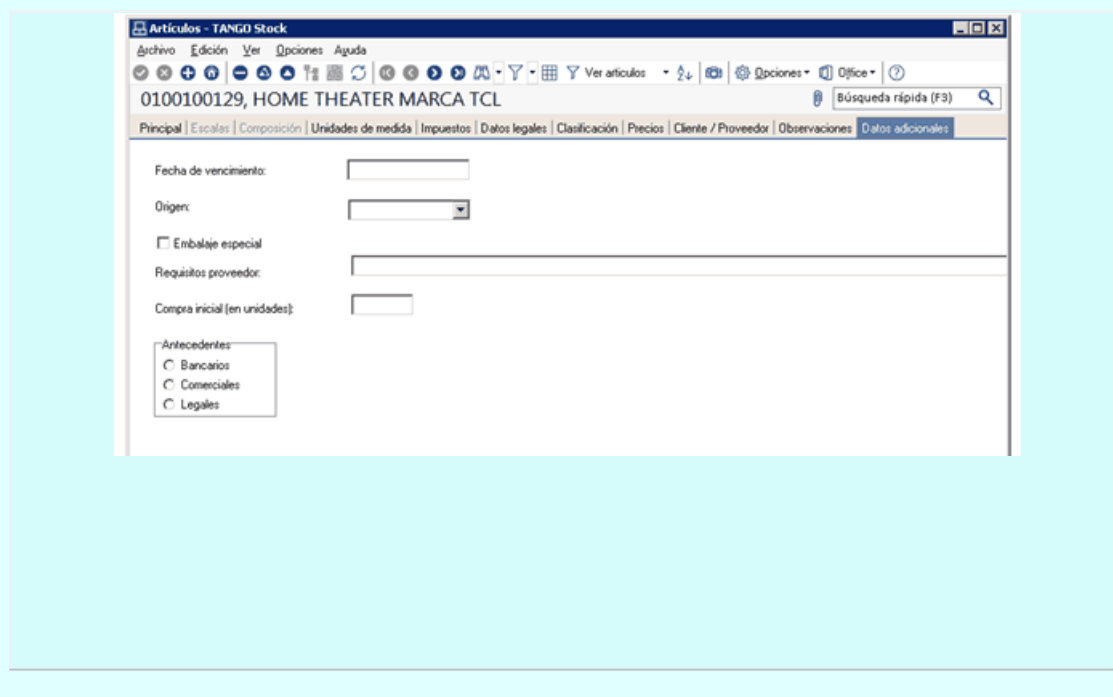 Artículos - TANGO Stock
Archivo Edición Ver Opciones Ayuda
Ver articulos Opciones Office
0100100129, HOME THEATER MARCA TCL Búsqueda rápida (F3)
Principal | Escalas | Composición | Unidades de medida | Impuestos | Datos legales | Clasificación | Precios | Cliente / Proveedor | Observaciones Datos adicionales
Fecha de vencimiento:
Origen:
Embalaje especial
Requisitos proveedor:
Compra inicial (en unidades):
Antecedentes
Bancarios
Comerciales
Legales